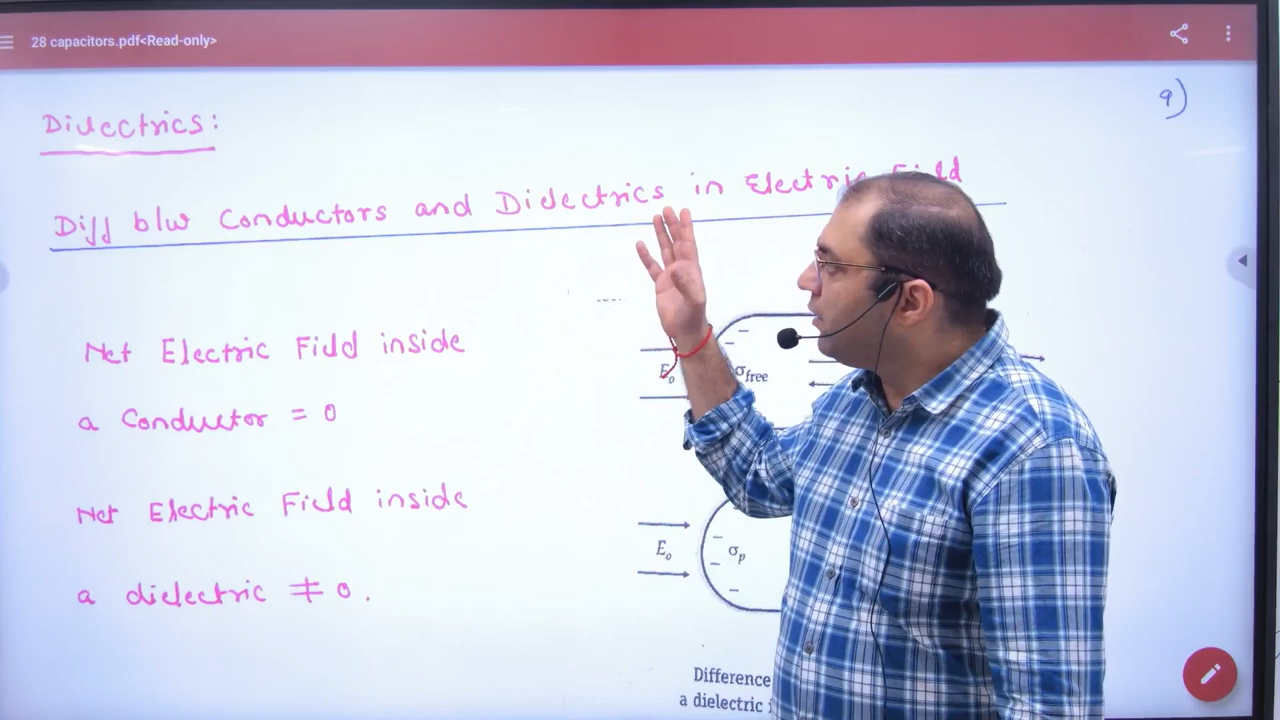 28 capacitors.pdf<Read-only>
9)
Dielectrics:
Diff b/w Conductors and Dielectrics in Electric Field
Net Electric Field inside
a Conductor = 0
Net Electric Field inside
a dielectric ≠ 0.
E₀
σfree
E₀
σp
Difference
a dielectric